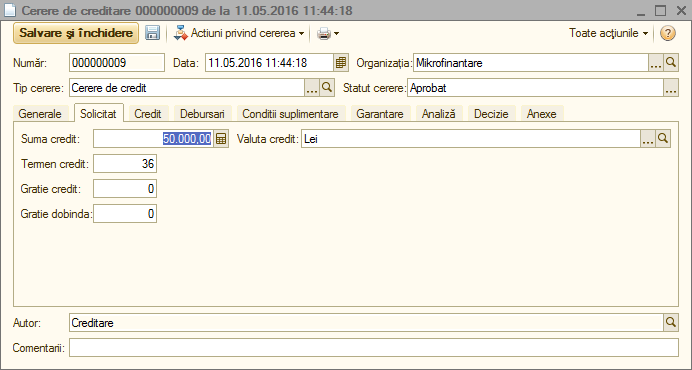 Cerere de creditare 000000009 de la 11.05.2016 11:44:18
Salvare şi închidere Actiuni privind cererea Toate acţiunile ?
Număr: 000000009 Data: 11.05.2016 11:44:18 Organizaţia: Mikrofinantare ...
Tip cerere: Cerere de credit ... Statut cerere: Aprobat ...
Generale Solicitat Credit Debursari Conditii suplimentare Garantare Analiză Decizie Anexe
Suma credit: 50.000,00 Valuta credit: Lei ...
Termen credit: 36
Gratie credit: 0
Gratie dobinda: 0
Autor: Creditare
Comentarii: